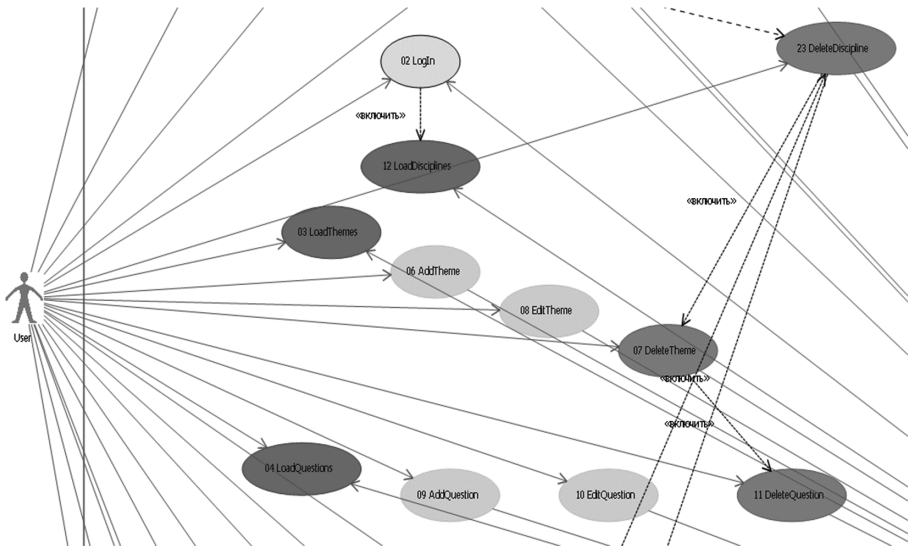 23 DeleteDiscipline
02 LogIn
«включить»
12 LoadDisciplines
«включить»
03 LoadThemes
06 AddTheme
08 EditTheme
User
07 DeleteTheme
«включить»
«включить»
04 LoadQuestions
09 AddQuestion
10 EditQuestion
11 DeleteQuestion